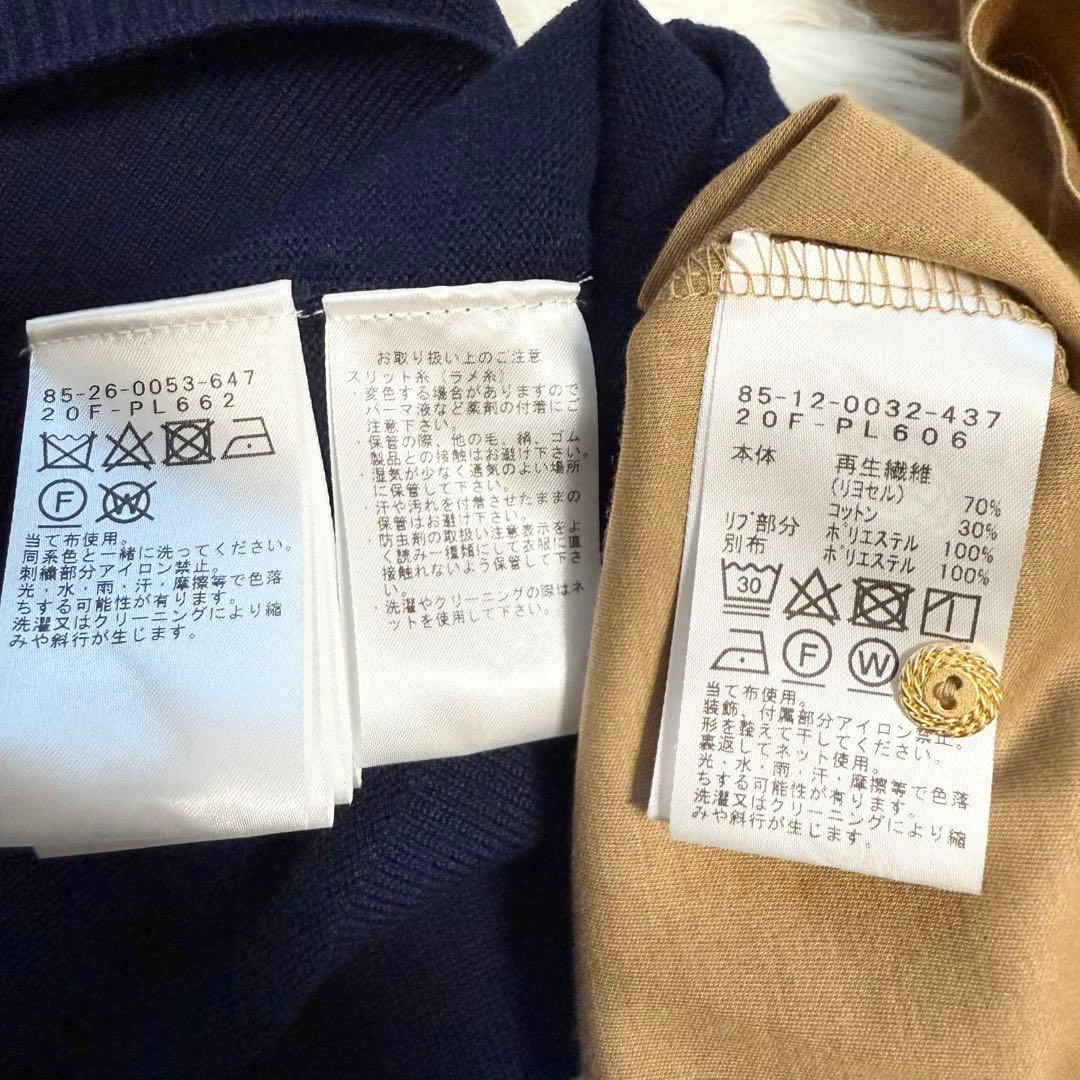 85-26-0053-647
20F-PL662
F W
当て布使用。
同系色と一緒に洗ってください。
刺繍部分アイロン禁止。
光・水・雨・汗・摩擦等で色落
ちする可能性が有ります。
洗濯又はクリーニングにより縮
みや斜行が生じます。
お取り扱い上のご注意
スリット糸（ラメ糸）
・変色する場合がありますので
パーマ液など薬剤の付着にご
注意下さい。
・保管の際、他の毛、絹、ゴム
製品との接触はお避け下さい。
・湿気が少なく通気のよい場所
に保管して下さい。
・汗や汚れを付着させたままの
保管はお避け下さい。
・防虫剤の取扱い注意表示をよ
く読み一種類にして衣服に直
接触れないよう保管して下さ
い。
・洗濯やクリーニングの際はネ
ットを使用して下さい。
85-12-0032-437
20F-PL606
本体 再生繊維
(リヨセル) 70%
コットン 30%
リブ部分 ポリエステル 100%
別布 ポリエステル 100%
30
F W
当て布使用。
装飾、付属部分アイロン禁止。
形を整えて干してください。
裏返してネット使用。
光・水・雨・汗・摩擦等で色落
ちする可能性が有ります。
洗濯又はクリーニングにより縮
みや斜行が生じます。